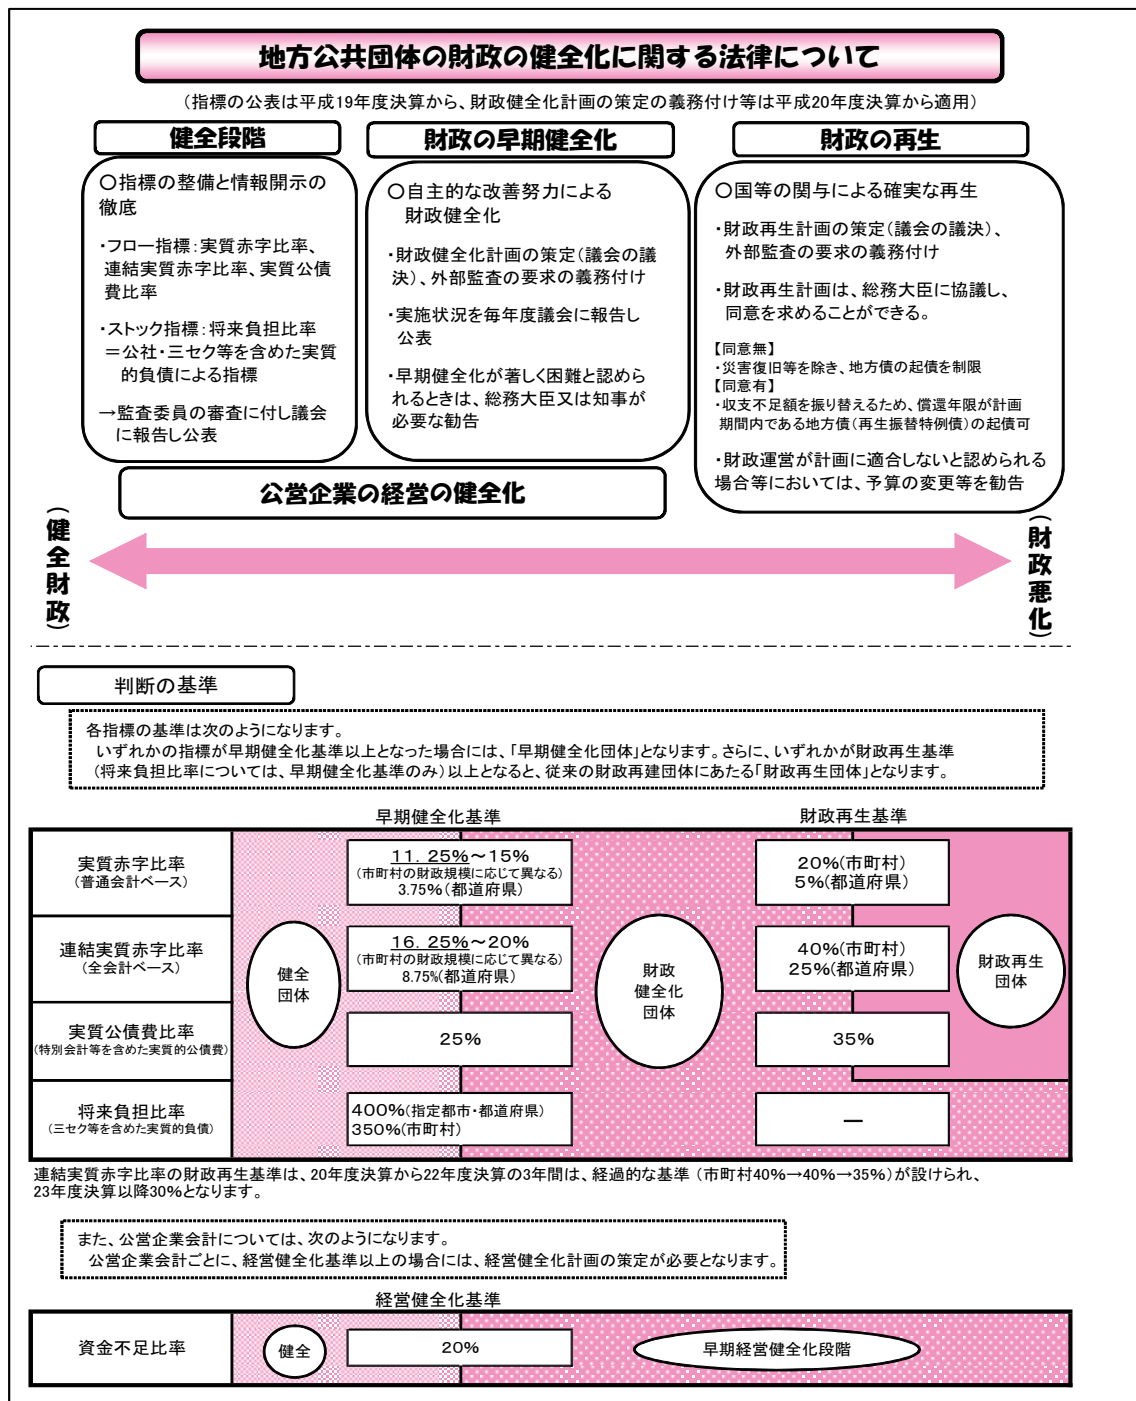 地方公共団体の財政の健全化に関する法律について
(指標の公表は平成19年度決算から、財政健全化計画の策定の義務付け等は平成20年度決算から適用)
健全段階
○指標の整備と情報開示の
徹底
・フロー指標:実質赤字比率、
連結実質赤字比率、実質公債
費比率
・ストック指標:将来負担比率
=公社・三セク等を含めた実質
的負債による指標
→監査委員の審査に付し議会
に報告し公表
財政の早期健全化
○自主的な改善努力による
財政健全化
・財政健全化計画の策定(議会の議
決)、外部監査の要求の義務付け
・実施状況を毎年度議会に報告し
公表
・早期健全化が著しく困難と認めら
れるときは、総務大臣又は知事が
必要な勧告
財政の再生
○国等の関与による確実な再生
・財政再生計画の策定(議会の議決)、
外部監査の要求の義務付け
・財政再生計画は、総務大臣に協議し、
同意を求めることができる。
【同意無】
・災害復旧等を除き、地方債の起債を制限
【同意有】
・収支不足額を振り替えるため、償還年限が計画
期間内である地方債(再生振替特例債)の起債可
・財政運営が計画に適合しないと認められる
場合等においては、予算の変更等を勧告
公営企業の経営の健全化
(健全財政)
(財政悪化)
判断の基準
各指標の基準は次のようになります。
いずれかの指標が早期健全化基準以上となった場合には、「早期健全化団体」となります。さらに、いずれかが財政再生基準
(将来負担比率については、早期健全化基準のみ)以上となると、従来の財政再建団体にあたる「財政再生団体」となります。
早期健全化基準
財政再生基準
実質赤字比率
(普通会計ベース)
11. 25%~15%
(市町村の財政規模に応じて異なる)
3.75%(都道府県)
20%(市町村)
5%(都道府県)
連結実質赤字比率
(全会計ベース)
16. 25%~20%
(市町村の財政規模に応じて異なる)
8.75%(都道府県)
40%(市町村)
25%(都道府県)
健全
団体
財政
健全化
団体
財政再生
団体
実質公債費比率
(特別会計等を含めた実質的公債費)
25%
35%
将来負担比率
(三セク等を含めた実質的負債)
400%(指定都市・都道府県)
350%(市町村)
―
連結実質赤字比率の財政再生基準は、20年度決算から22年度決算の3年間は、経過的な基準 (市町村40%→40%→35%)が設けられ、
23年度決算以降30%となります。
また、公営企業会計については、次のようになります。
公営企業会計ごとに、経営健全化基準以上の場合には、経営健全化計画の策定が必要となります。
経営健全化基準
資金不足比率
健全
20%
早期経営健全化段階